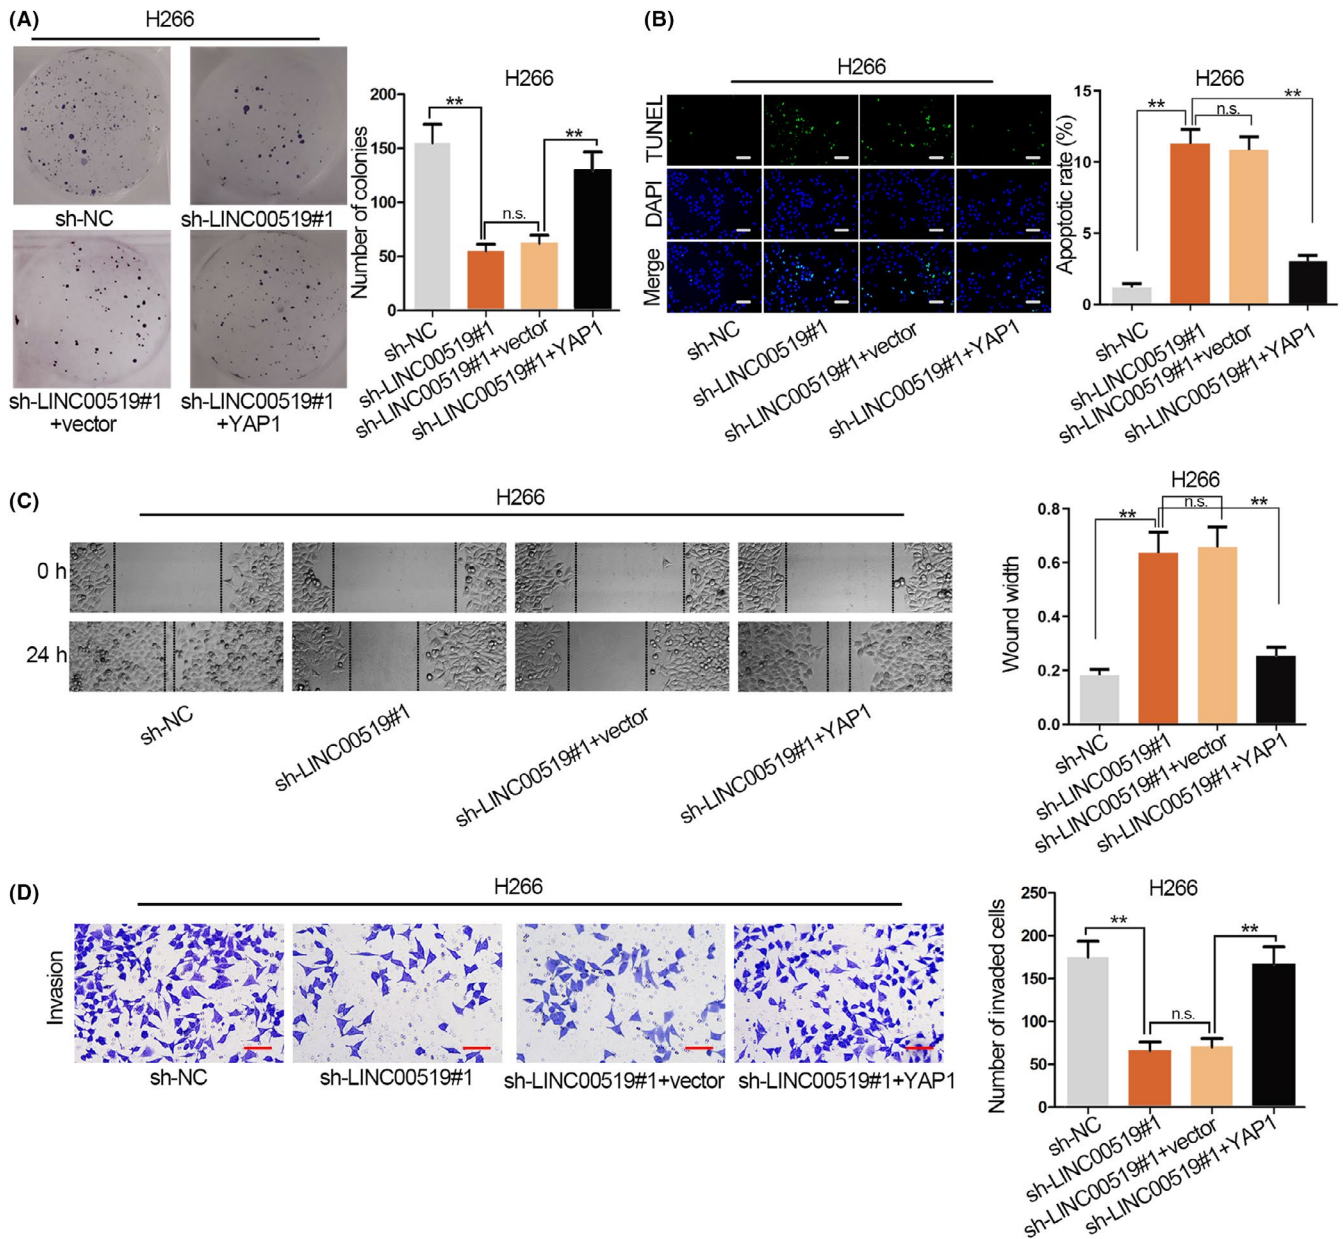 (A)
H266
sh-NC
sh-LINC00519#1
sh-LINC00519#1
+vector
sh-LINC00519#1
+YAP1
H266
Number of colonies
200
150
100
50
0
**
n.s.
**
sh-NC
sh-LINC00519#1
sh-LINC00519#1+vector
sh-LINC00519#1+YAP1
(B)
H266
TUNEL
DAPI
Merge
sh-NC
sh-LINC00519#1
sh-LINC00519#1+vector
sh-LINC00519#1+YAP1
H266
Apoptotic rate (%)
15
10
5
0
**
n.s.
**
sh-NC
sh-LINC00519#1
sh-LINC00519#1+vector
sh-LINC00519#1+YAP1
(C)
H266
0 h
24 h
sh-NC
sh-LINC00519#1
sh-LINC00519#1+vector
sh-LINC00519#1+YAP1
H266
Wound width
0.8
0.6
0.4
0.2
0.0
**
n.s.
**
sh-NC
sh-LINC00519#1
sh-LINC00519#1+vector
sh-LINC00519#1+YAP1
(D)
H266
Invasion
sh-NC
sh-LINC00519#1
sh-LINC00519#1+vector
sh-LINC00519#1+YAP1
H266
Number of invaded cells
250
200
150
100
50
0
**
n.s.
**
sh-NC
sh-LINC00519#1
sh-LINC00519#1+vector
sh-LINC00519#1+YAP1